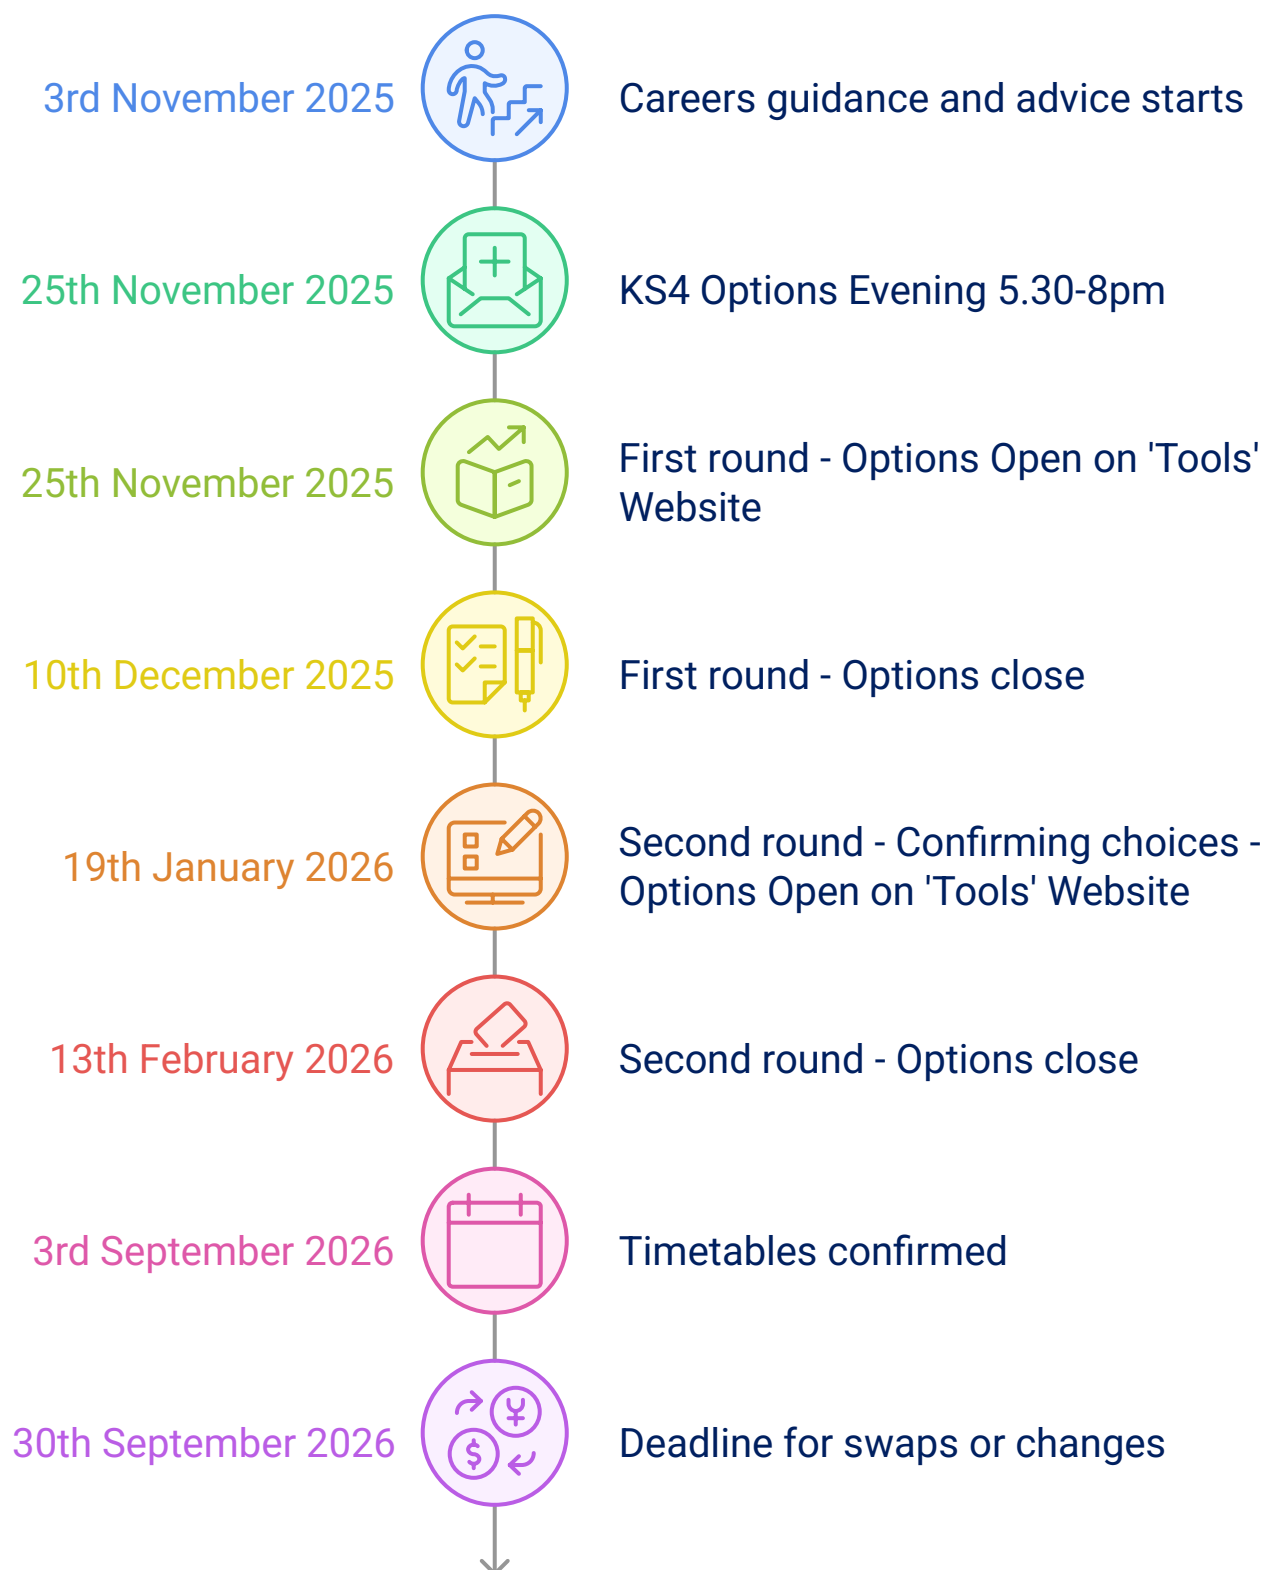 3rd November 2025
Careers guidance and advice starts
25th November 2025
KS4 Options Evening 5.30-8pm
25th November 2025
First round - Options Open on 'Tools'
Website
10th December 2025
First round - Options close
19th January 2026
Second round - Confirming choices -
Options Open on 'Tools' Website
13th February 2026
Second round - Options close
3rd September 2026
Timetables confirmed
30th September 2026
Deadline for swaps or changes